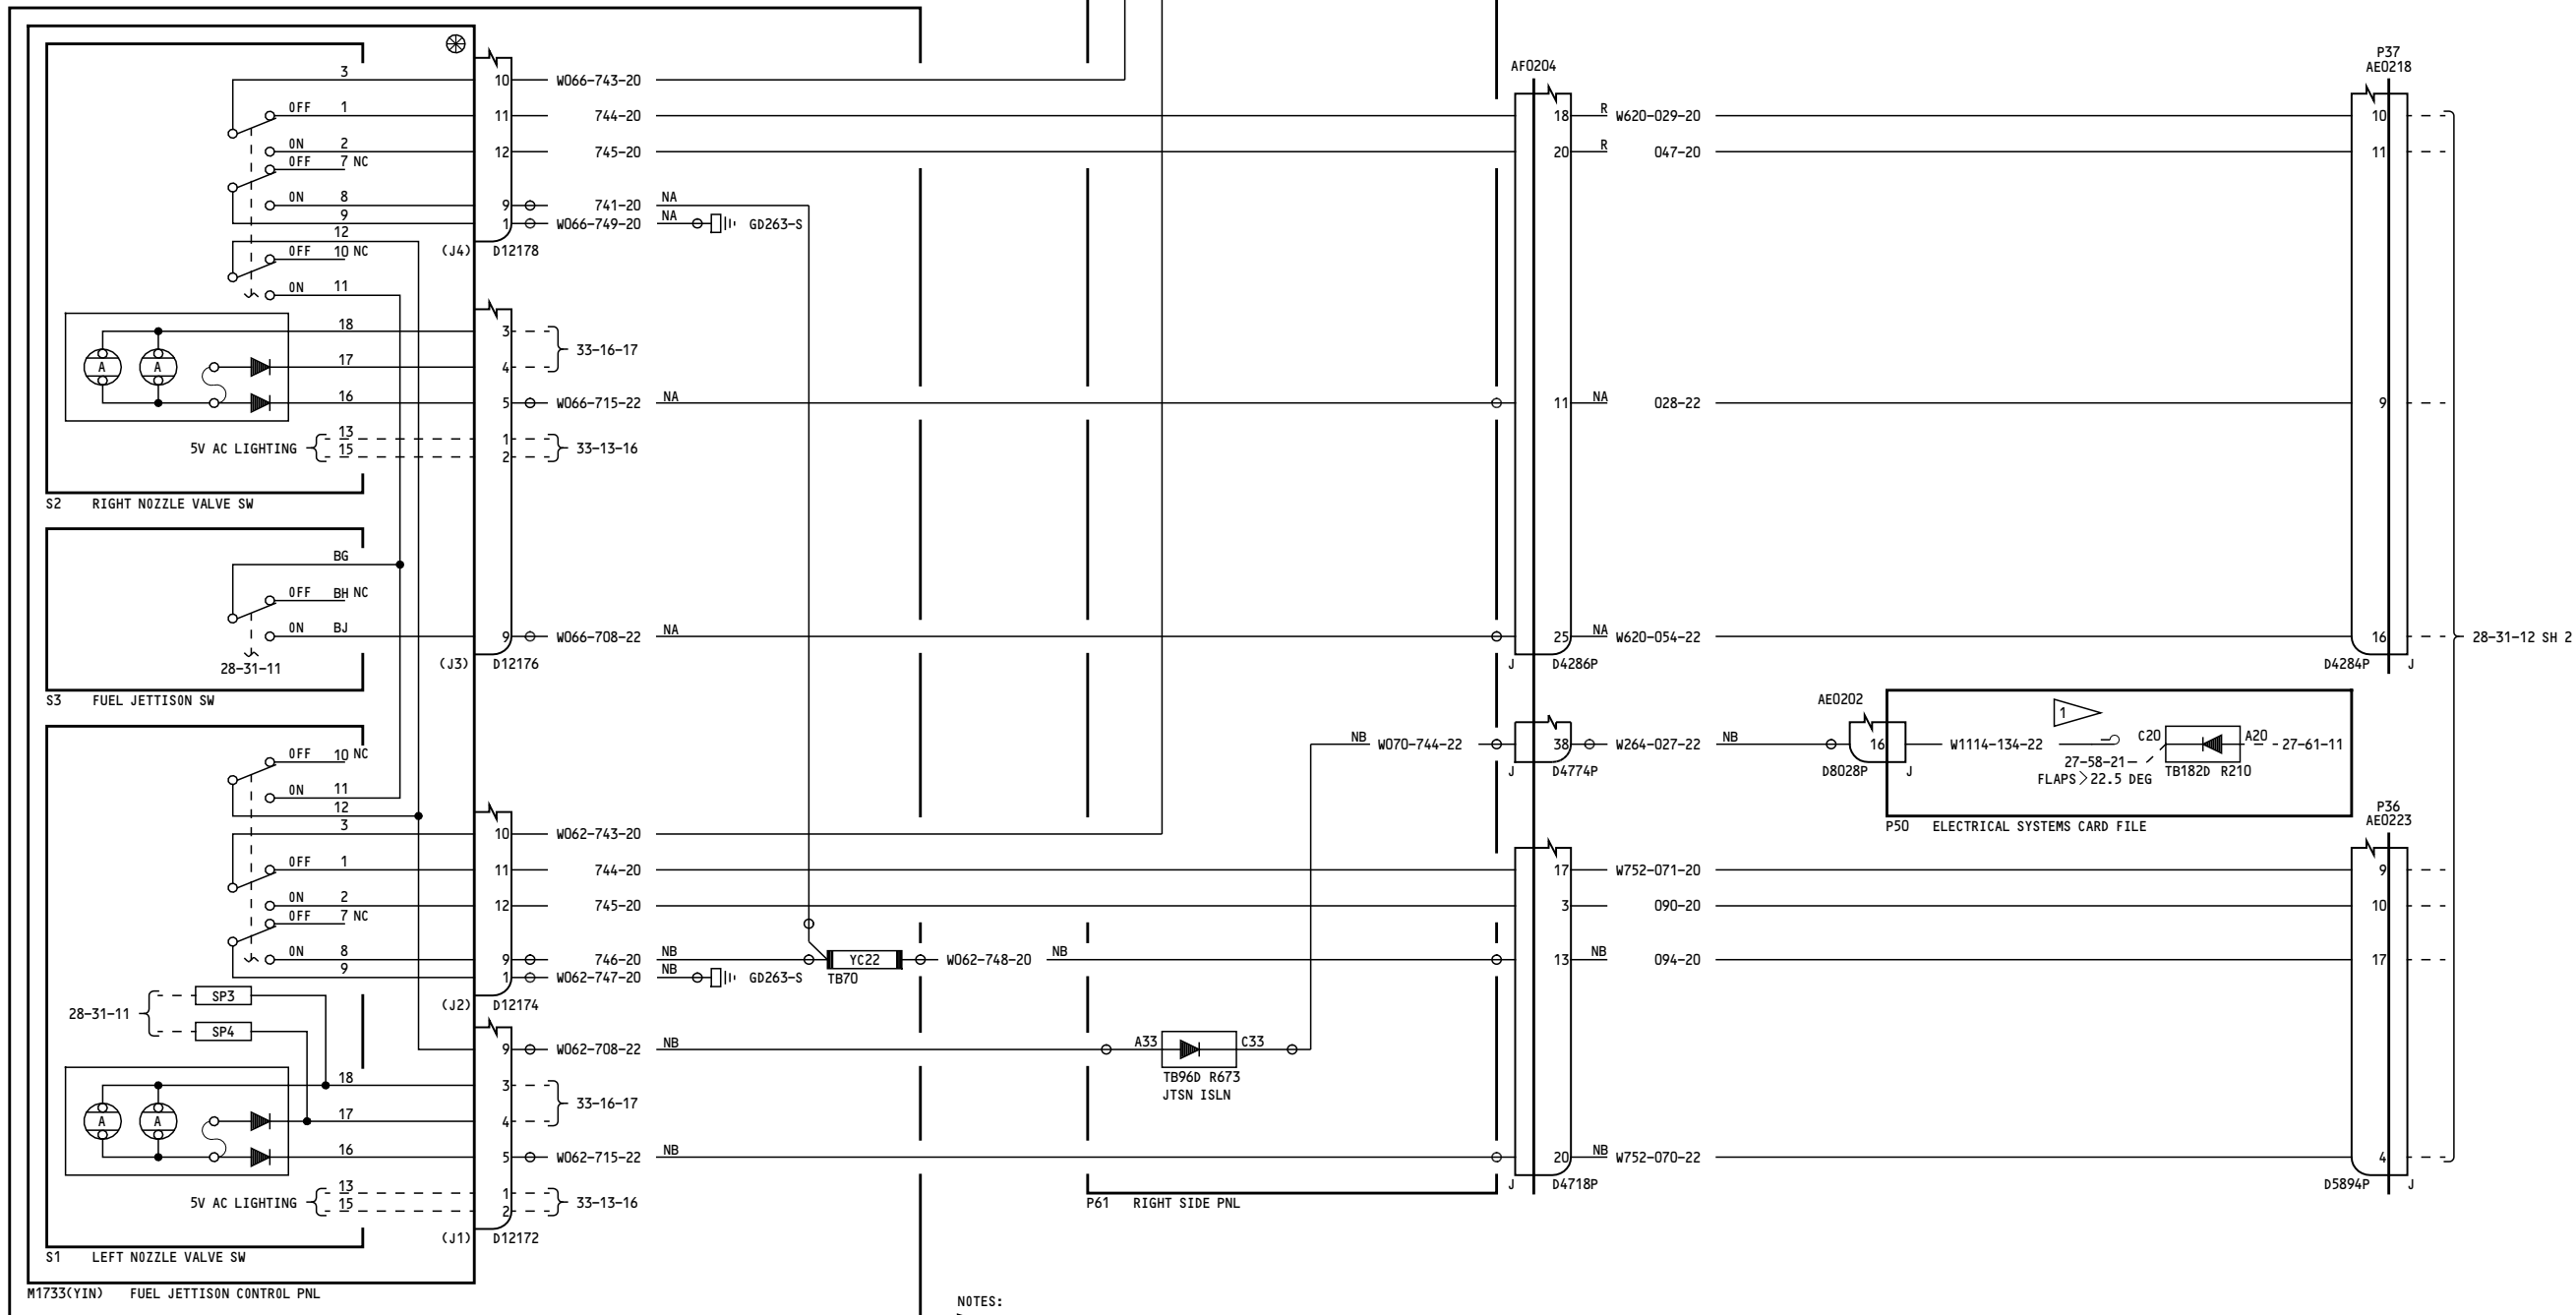 3
10
W066-743-20
OFF 1
11
744-20
ON 2
12
745-20
OFF 7 NC
ON 8
9
741-20
NA
9
1
W066-749-20
NA
GD263-S
12
(J4) D12178
OFF 10 NC
ON 11
18
3
33-16-17
A A
17
4
16
5
W066-715-22
NA
5V AC LIGHTING
13
15
1
2
33-13-16
S2 RIGHT NOZZLE VALVE SW
BG
OFF BH NC
ON BJ
9
W066-708-22
NA
28-31-11
(J3) D12176
S3 FUEL JETTISON SW
OFF 10 NC
ON 11
12
3
10
W062-743-20
OFF 1
11
744-20
ON 2
12
745-20
OFF 7 NC
ON 8
9
746-20
NB
YC22
TB70
W062-748-20
NB
9
1
W062-747-20
NB
GD263-S
(J2) D12174
28-31-11
SP3
SP4
9
W062-708-22
NB
A33
C33
TB96D R673
JTSN ISLN
18
3
33-16-17
A A
17
4
16
5
W062-715-22
NB
5V AC LIGHTING
13
15
1
2
33-13-16
(J1) D12172
S1 LEFT NOZZLE VALVE SW
M1733(YIN) FUEL JETTISON CONTROL PNL
P61 RIGHT SIDE PNL
AF0204
18
R
W620-029-20
20
R
047-20
11
NA
028-22
25
NA
W620-054-22
J D4286P
P37
AE0218
10
11
9
16
D4284P J
28-31-12 SH 2
NB
W070-744-22
38
W264-027-22
NB
J D4774P
AE0202
16
D8028P J
1
W1114-134-22
C20
A20
27-61-11
27-58-21
FLAPS>22.5 DEG
TB182D R210
P50 ELECTRICAL SYSTEMS CARD FILE
17
W752-071-20
3
090-20
13
NB
094-20
20
NB
W752-070-22
J D4718P
P36
AE0223
9
10
17
4
D5894P J
NOTES: